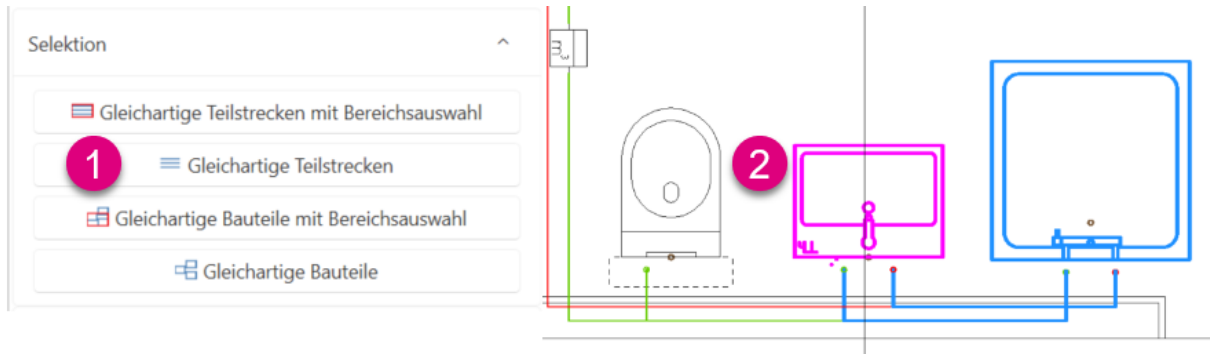 Selektion
Gleichartige Teilstrecken mit Bereichsauswahl
1
Gleichartige Teilstrecken
Gleichartige Bauteile mit Bereichsauswahl
Gleichartige Bauteile
2